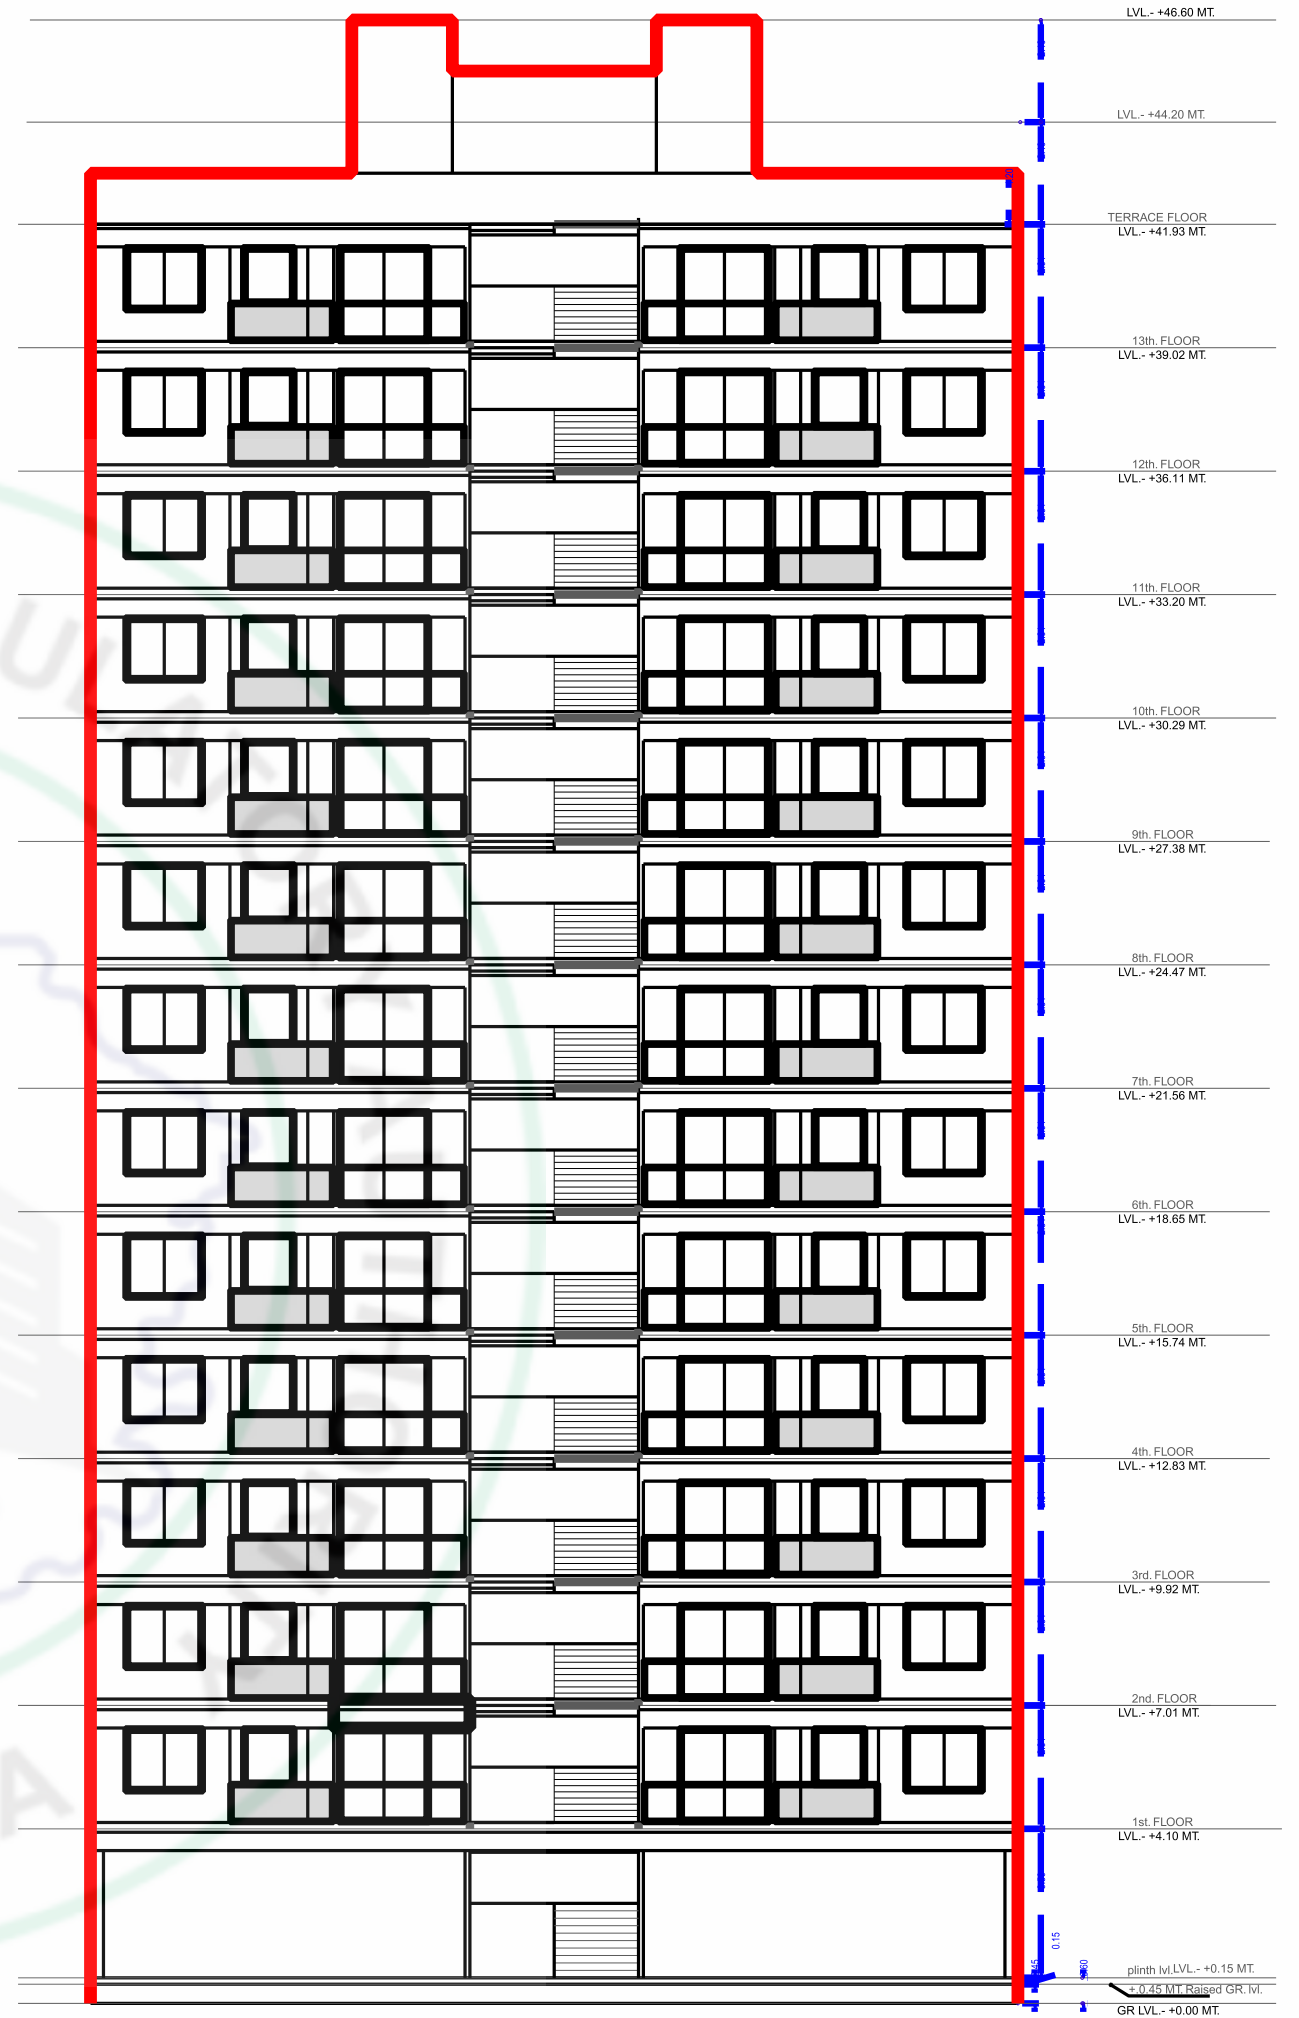 LVL.- +46.60 MT.
LVL.- +44.20 MT.
TERRACE FLOOR
LVL.- +41.93 MT.
13th. FLOOR
LVL.- +39.02 MT.
12th. FLOOR
LVL.- +36.11 MT.
11th. FLOOR
LVL.- +33.20 MT.
10th. FLOOR
LVL.- +30.29 MT.
9th. FLOOR
LVL.- +27.38 MT.
8th. FLOOR
LVL.- +24.47 MT.
7th. FLOOR
LVL.- +21.56 MT.
6th. FLOOR
LVL.- +18.65 MT.
5th. FLOOR
LVL.- +15.74 MT.
4th. FLOOR
LVL.- +12.83 MT.
3rd. FLOOR
LVL.- +9.92 MT.
2nd. FLOOR
LVL.- +7.01 MT.
1st. FLOOR
LVL.- +4.10 MT.
0.15
plinth lvl. LVL.- +0.15 MT.
+.0.45 MT. Raised GR. lvl.
GR LVL.- +0.00 MT.
ULATORY AUTHORITY
A